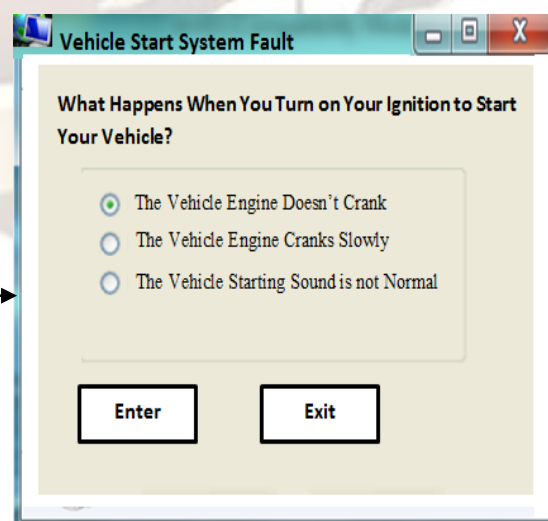 Vehicle Start System Fault
X
What Happens When You Turn on Your Ignition to Start
Your Vehicle?
The Vehicle Engine Doesn’t Crank
The Vehicle Engine Cranks Slowly
The Vehicle Starting Sound is not Normal
Enter Exit